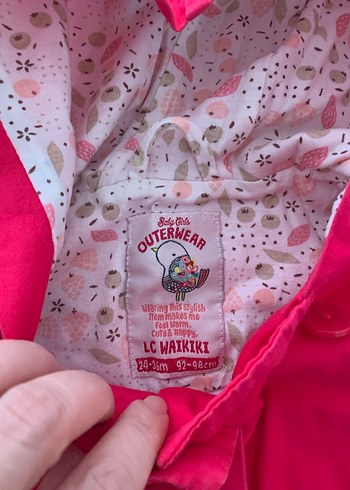 Baby Girls
OUTERWEAR
Wearing this stylish
item makes me
feel warm,
cute & happy.
LC WAIKIKI
24-36m 92-98cm